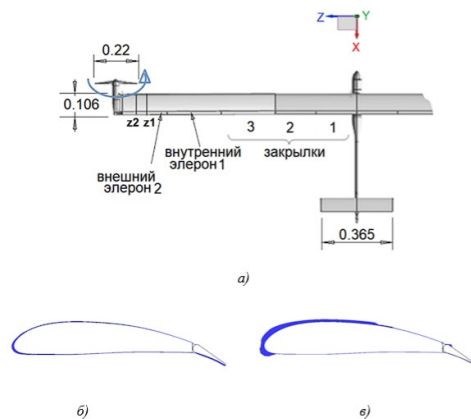 0.22
Z
Y
X
0.106
z2 z1
3 2 1
внутренний
элерон 1
закрылки
внешний
элерон 2
0.365
а)
б)
в)